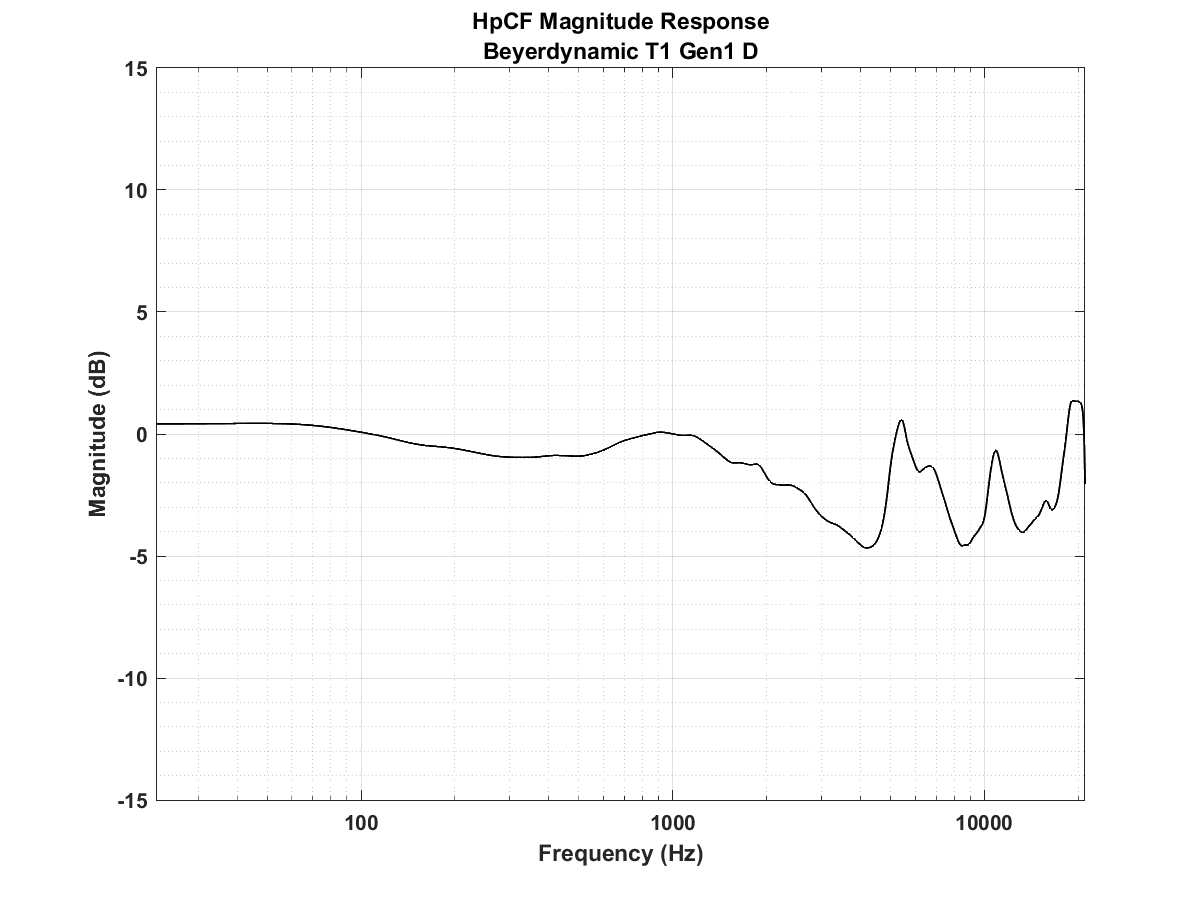 HpCF Magnitude Response
Beyerdynamic T1 Gen1 D
15
10
5
0
-5
-10
-15
Magnitude (dB)
100
1000
10000
Frequency (Hz)